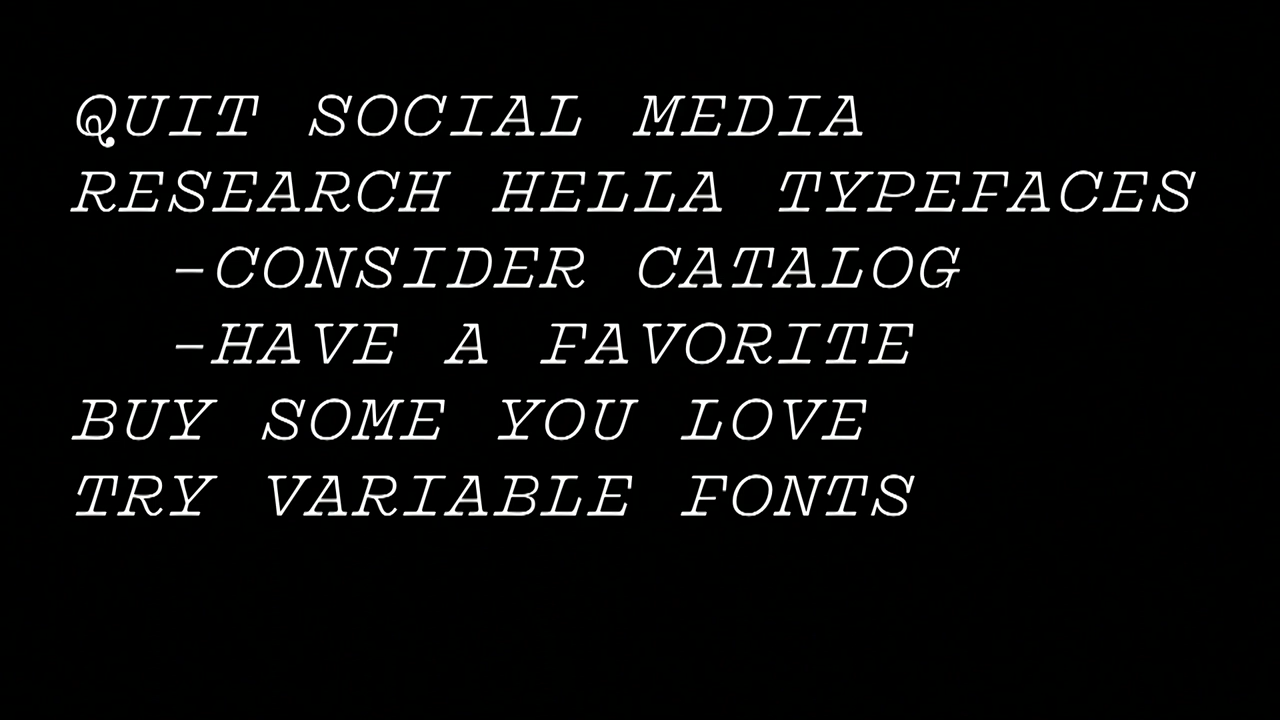 QUIT SOCIAL MEDIA
RESEARCH HELLA TYPEFACES
-CONSIDER CATALOG
-HAVE A FAVORITE
BUY SOME YOU LOVE
TRY VARIABLE FONTS